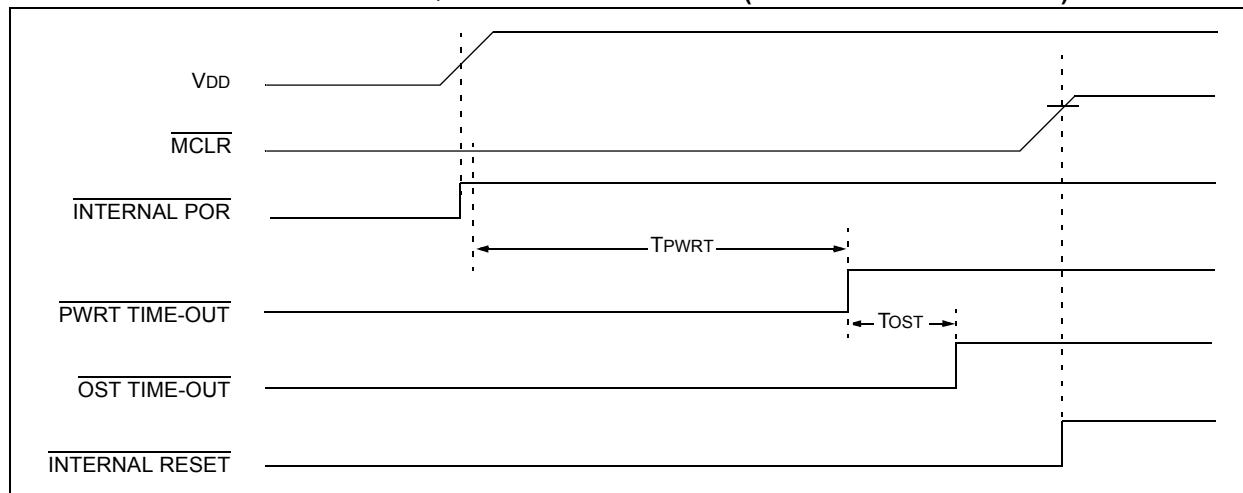 VDD
MCLR
INTERNAL POR
TPWRT
PWRT TIME-OUT
TOST
OST TIME-OUT
INTERNAL RESET